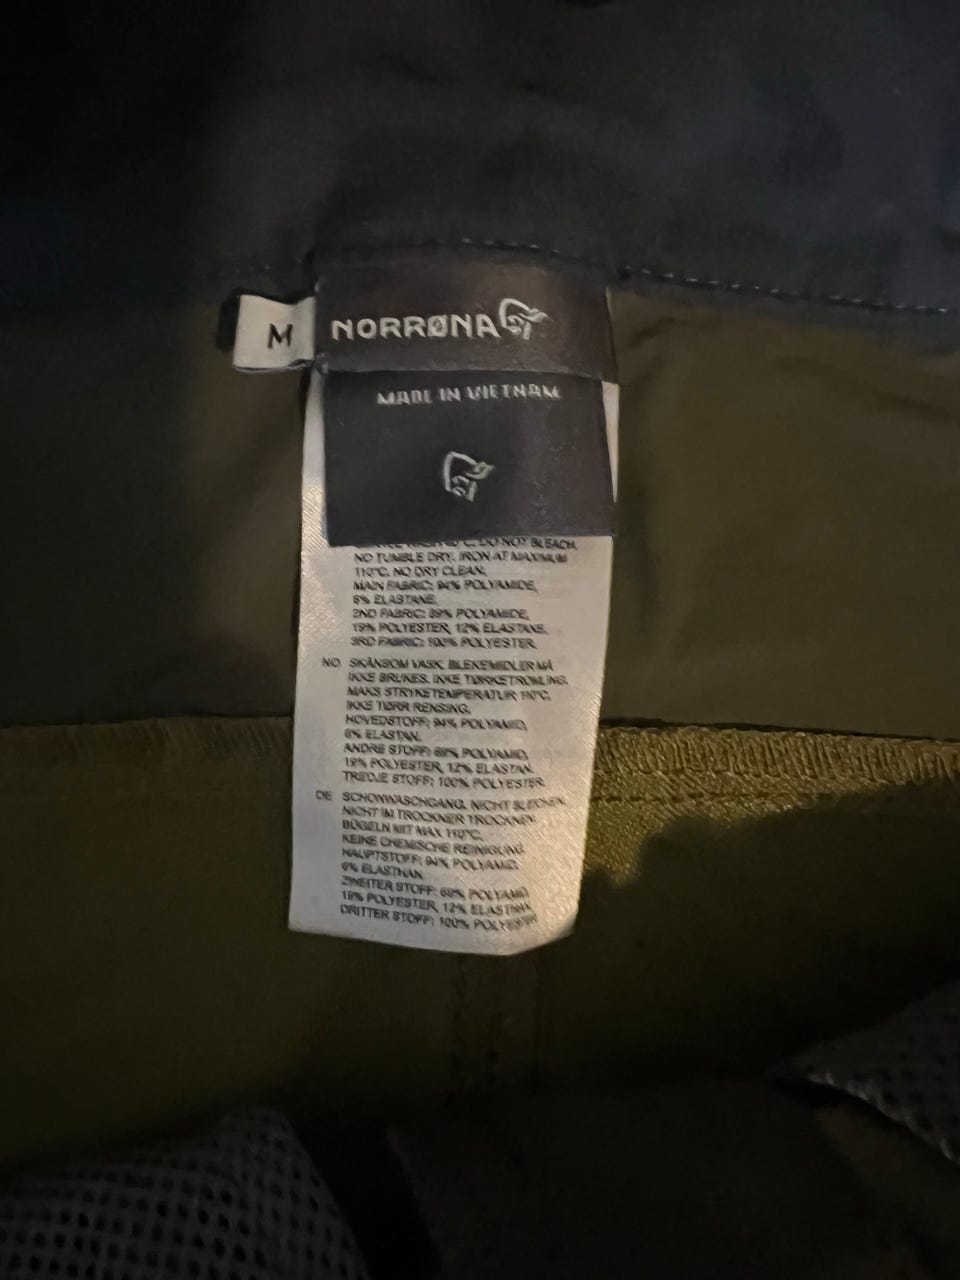 M
NORRØNA
MADE IN VIETNAM
DO NOT BLEACH,
NO TUMBLE DRY. IRON AT MAXIMUM
110°C. NO DRY CLEAN.
MAIN FABRIC: 94% POLYAMIDE,
6% ELASTANE.
2ND FABRIC: 69% POLYAMIDE,
19% POLYESTER, 12% ELASTANE.
3RD FABRIC: 100% POLYESTER.
NO SKÅNSOM VASK. BLEKEMIDLER MÅ
IKKE BRUKES. IKKE TØRKETROMLING.
MAKS STRYKETEMPERATUR 110°C.
IKKE TØRR RENSING.
HOVEDSTOFF: 94% POLYAMID,
6% ELASTAN.
ANDRE STOFF: 69% POLYAMID,
19% POLYESTER, 12% ELASTAN.
TREDJE STOFF: 100% POLYESTER.
DE SCHONWASCHGANG. NICHT BLEICHEN.
NICHT IM TROCKNER TROCKNEN.
BÜGELN MIT MAX 110°C.
KEINE CHEMISCHE REINIGUNG.
HAUPTSTOFF: 94% POLYAMID,
6% ELASTHAN.
ZWEITER STOFF: 69% POLYAMID,
19% POLYESTER, 12% ELASTHAN.
DRITTER STOFF: 100% POLYESTER